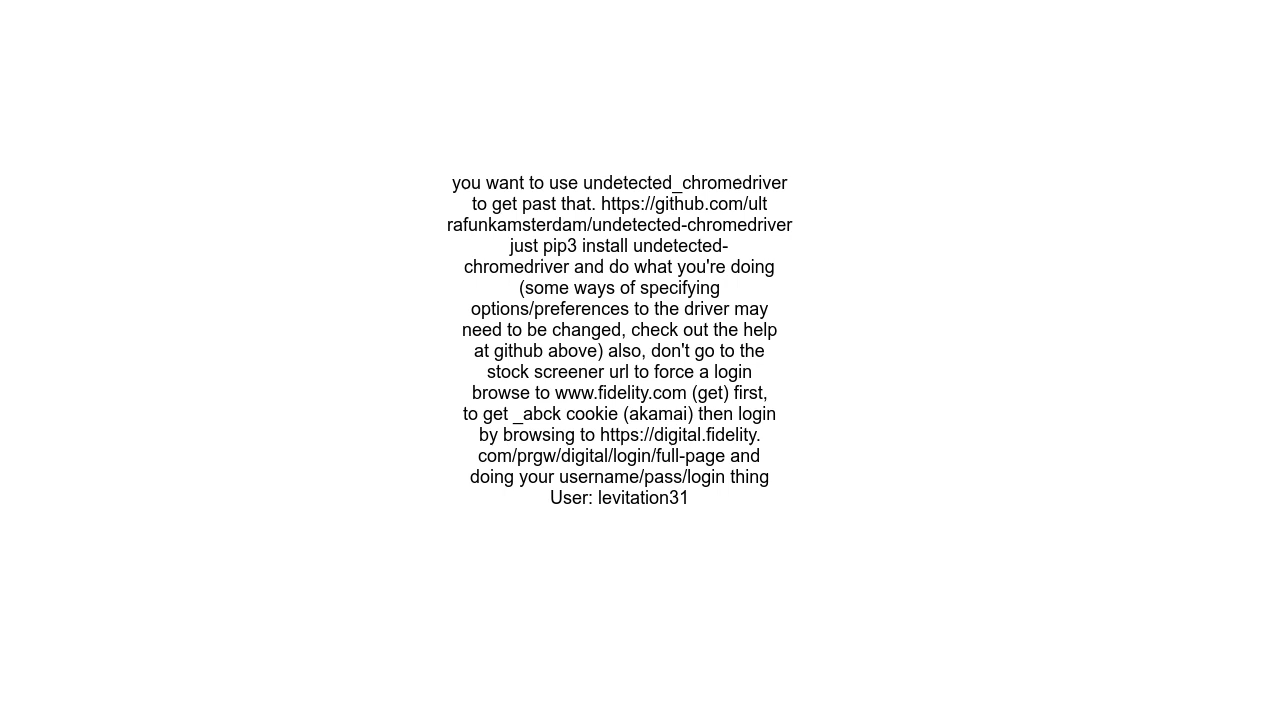 you want to use undetected_chromedriver
to get past that. https://github.com/ult
rafunkamsterdam/undetected-chromedriver
just pip3 install undetected-
chromedriver and do what you're doing
(some ways of specifying
options/preferences to the driver may
need to be changed, check out the help
at github above) also, don't go to the
stock screener url to force a login
browse to www.fidelity.com (get) first,
to get _abck cookie (akamai) then login
by browsing to https://digital.fidelity.
com/prgw/digital/login/full-page and
doing your username/pass/login thing
User: levitation31